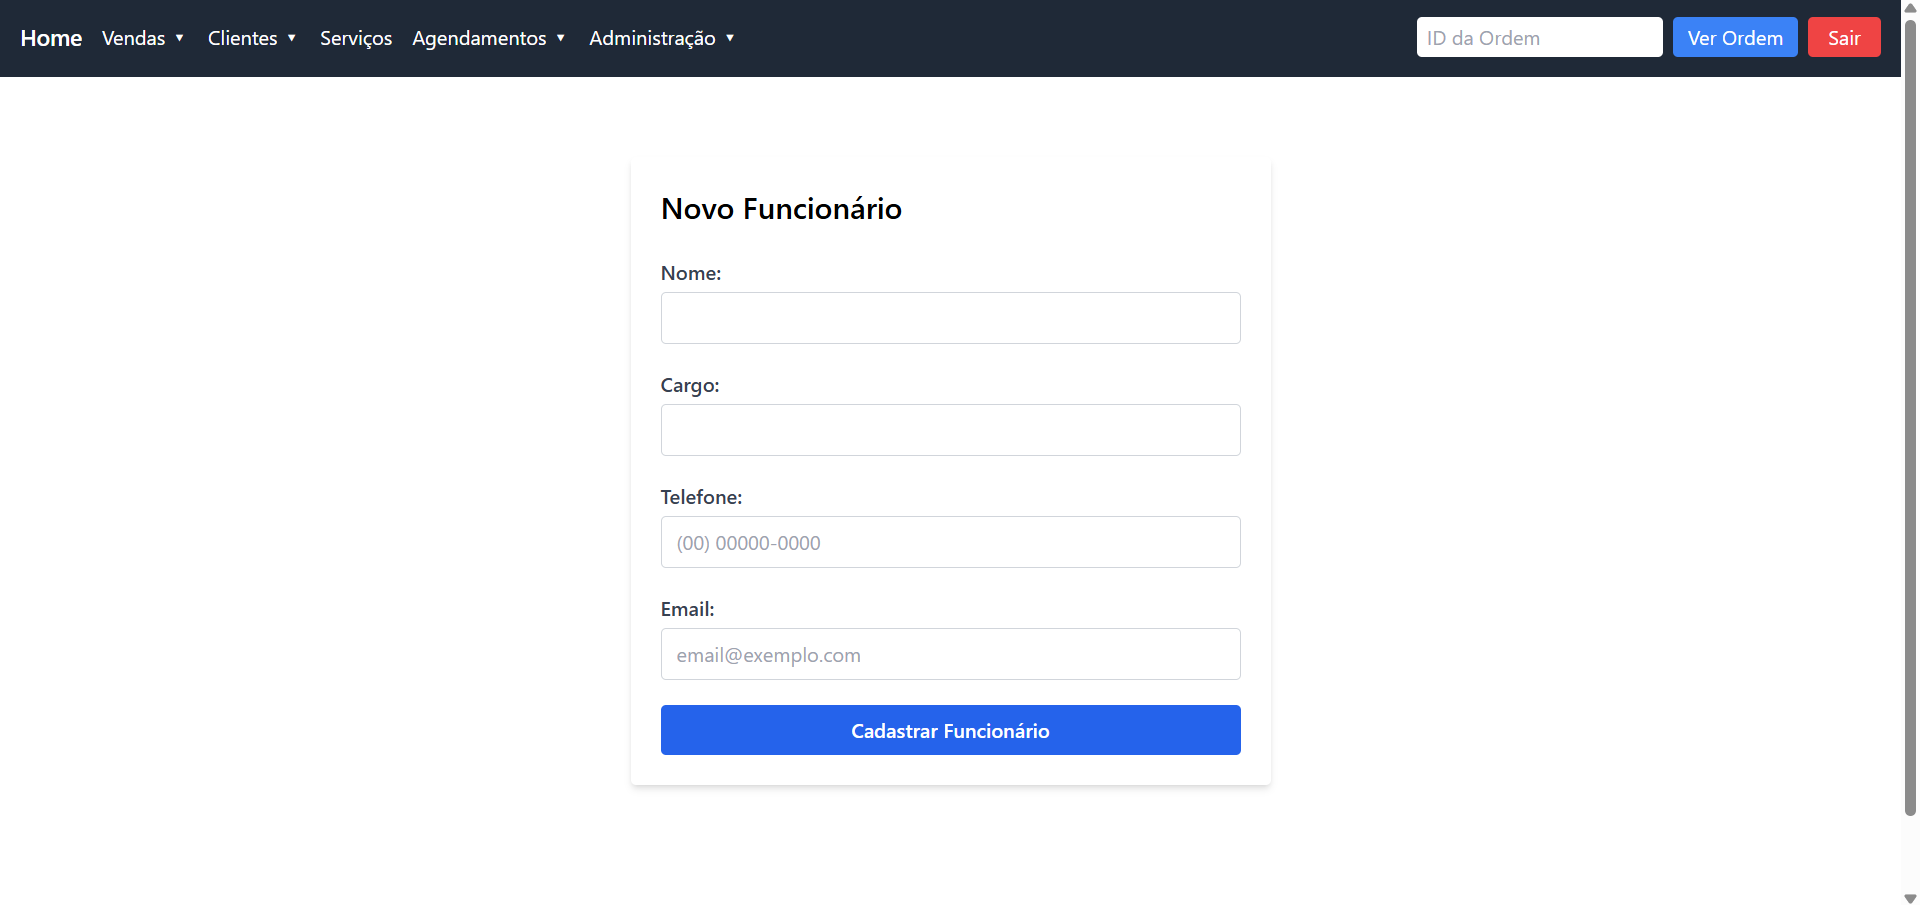 Home Vendas ▼ Clientes ▼ Serviços Agendamentos ▼ Administração ▼ ID da Ordem Ver Ordem Sair
Novo Funcionário
Nome:
Cargo:
Telefone:
(00) 00000-0000
Email:
email@exemplo.com
Cadastrar Funcionário